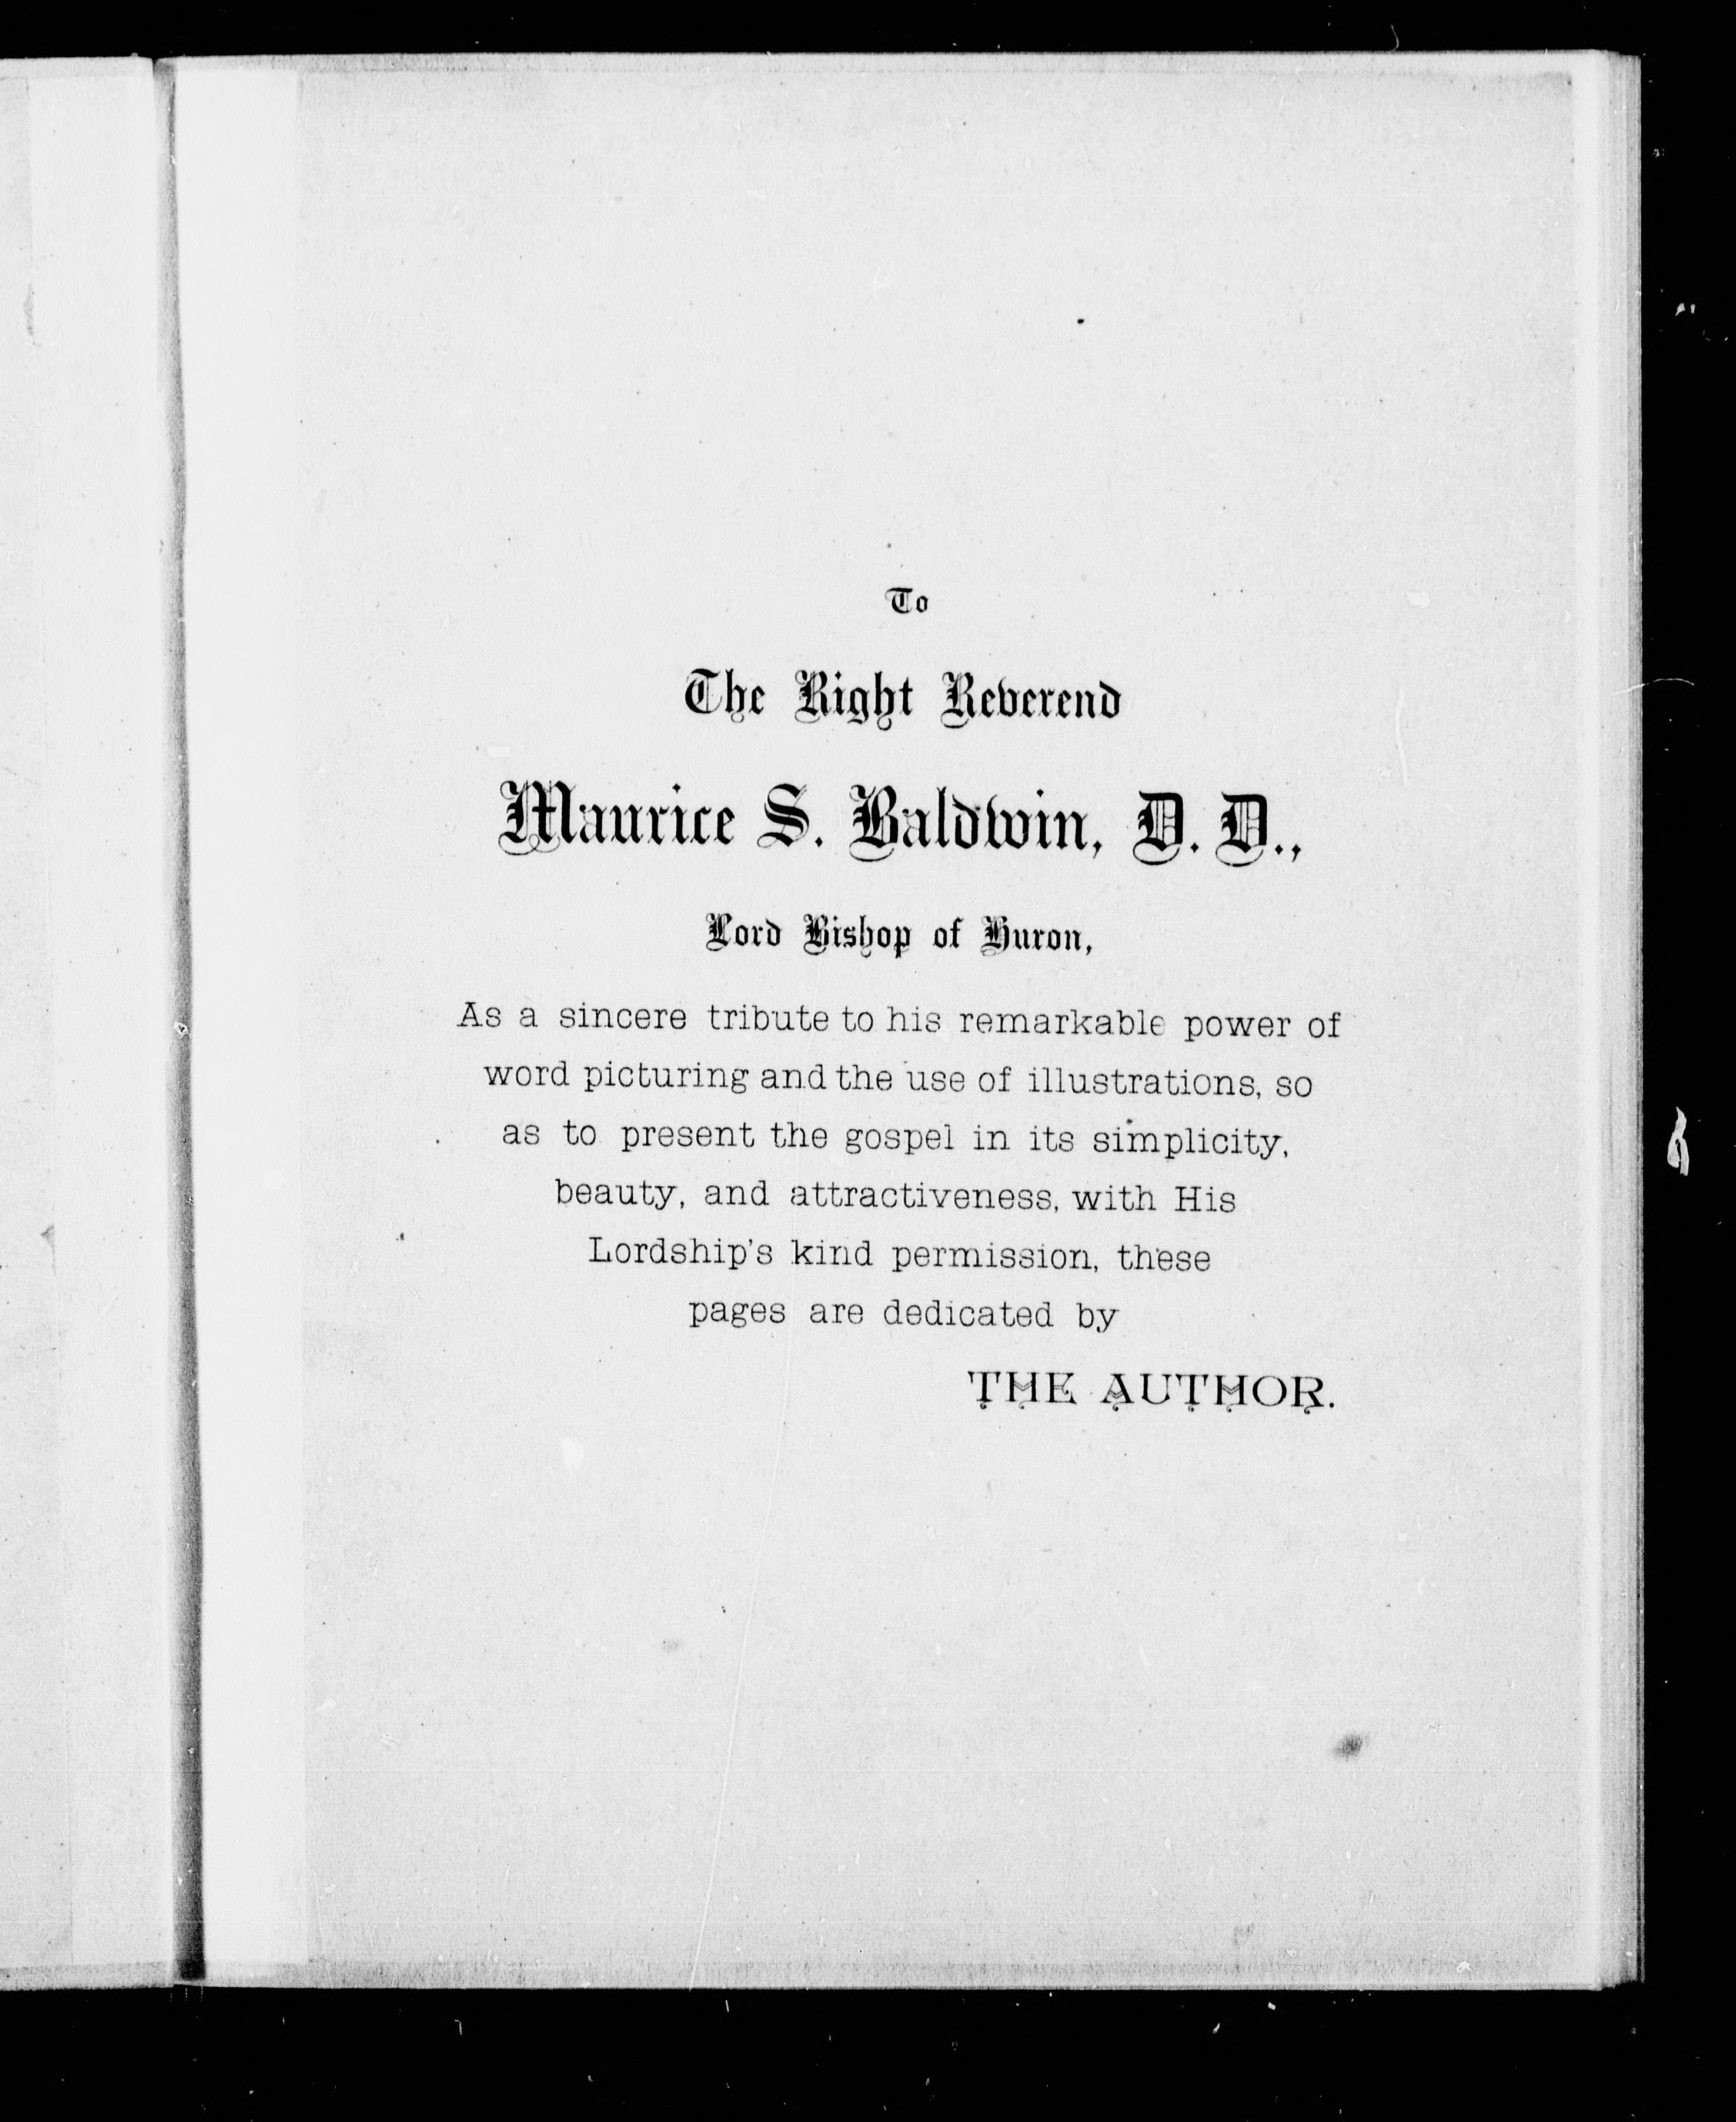 To
The Right Reverend
Maurice S. Baldwin, D. D.,
Lord Bishop of Huron,
As a sincere tribute to his remarkable power of
word picturing and the use of illustrations, so
as to present the gospel in its simplicity,
beauty, and attractiveness, with His
Lordship's kind permission, these
pages are dedicated by
THE AUTHOR.